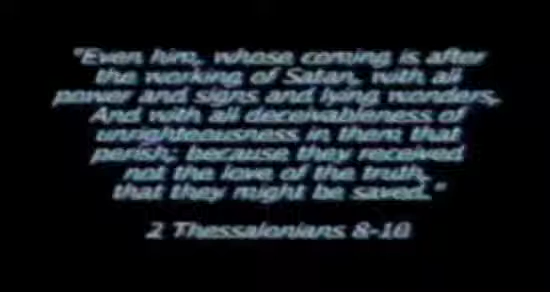 "Even him, whose coming is after
the working of Satan, with all
power and signs and lying wonders,
And with all deceivableness of
unrighteousness in them that
perish; because they received
not the love of the truth,
that they might be saved."
2 Thessalonians 8-10